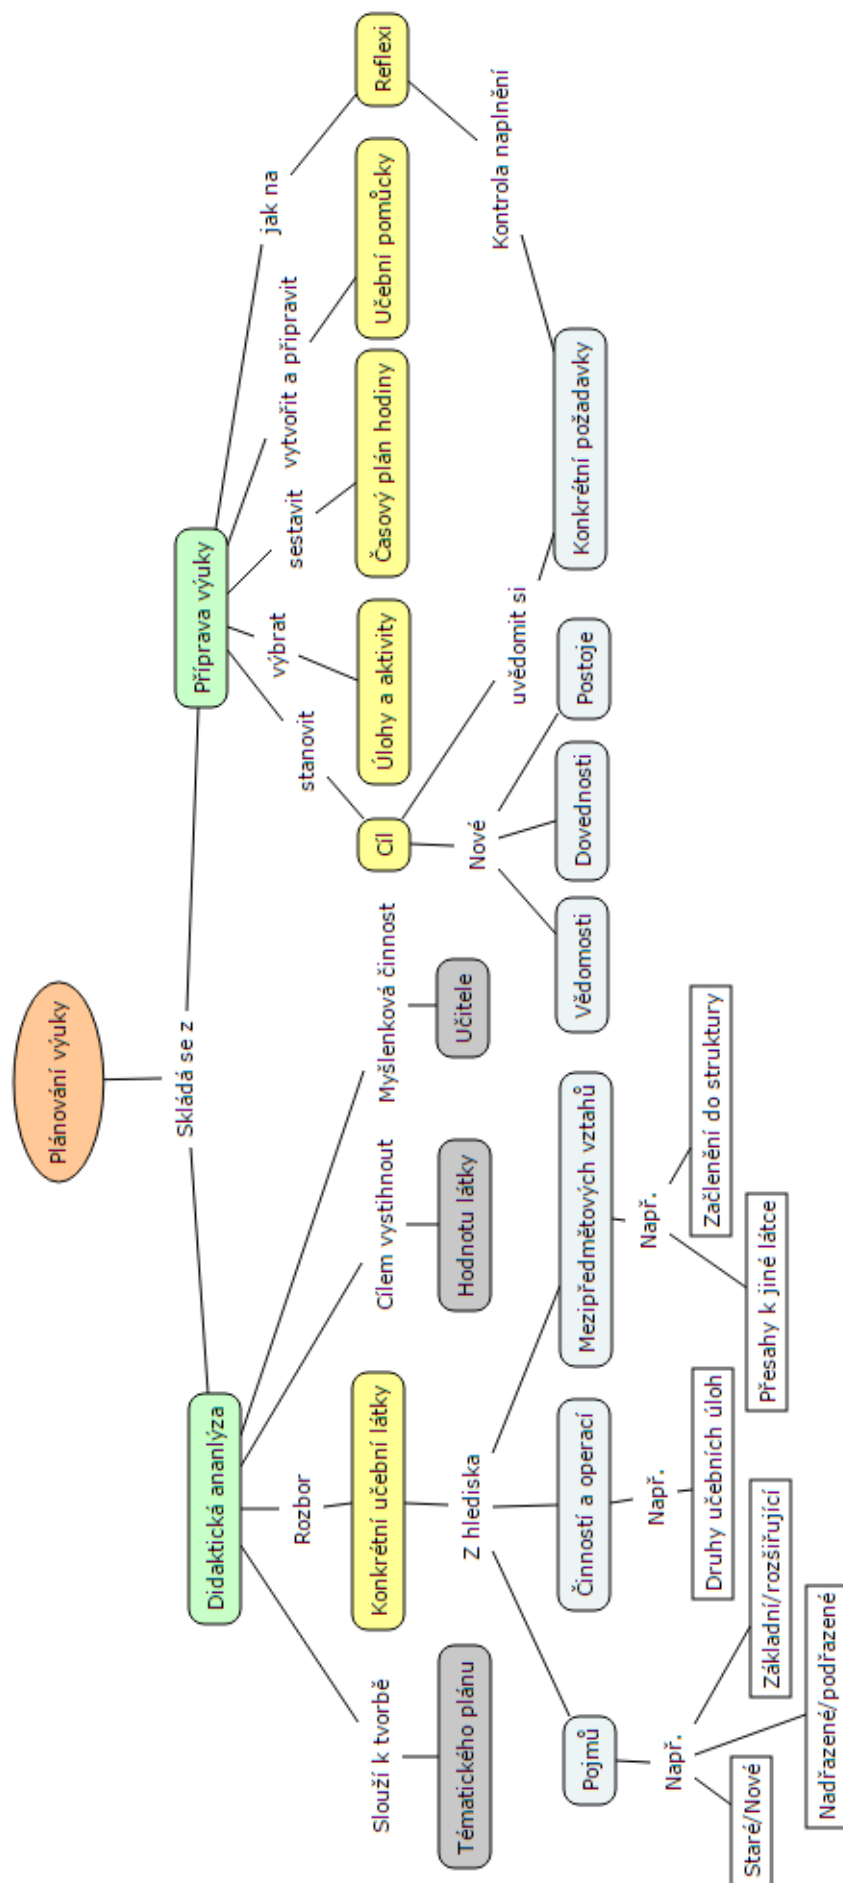 Plánování výuky
Skládá se z
Didaktická ananlýza
Příprava výuky
Slouží k tvorbě
Tématického plánu
Rozbor
Konkrétní učební látky
Cílem vystihnout
Hodnotu látky
Myšlenková činnost
Učitele
stanovit
Cíl
výbrat
Úlohy a aktivity
sestavit
Časový plán hodiny
vytvořit a připravit
Učební pomůcky
jak na
Reflexi
Z hlediska
Nové
uvědomit si
Kontrola naplnění
Pojmů
Činností a operací
Mezipředmětových vztahů
Vědomosti
Dovednosti
Postoje
Konkrétní požadavky
Např.
Např.
Např.
Staré/Nové
Nadřazené/podřazené
Základní/rozšiřující
Druhy učebních úloh
Přesahy k jiné látce
Začlenění do struktury